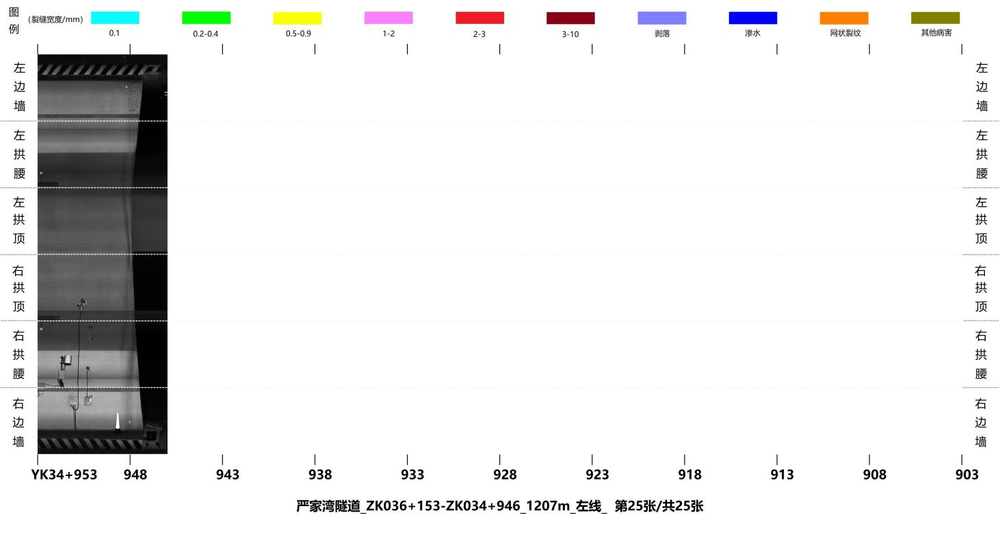 图例
(裂缝宽度/mm)
0.1
0.2-0.4
0.5-0.9
1-2
2-3
3-10
剥落
渗水
网状裂纹
其他病害
左边墙
左边墙
左拱腰
左拱腰
左拱顶
左拱顶
右拱顶
右拱顶
右拱腰
右拱腰
右边墙
右边墙
YK34+953 948 943 938 933 928 923 918 913 908 903
严家湾隧道_ZK036+153-ZK034+946_1207m_左线_ 第25张/共25张